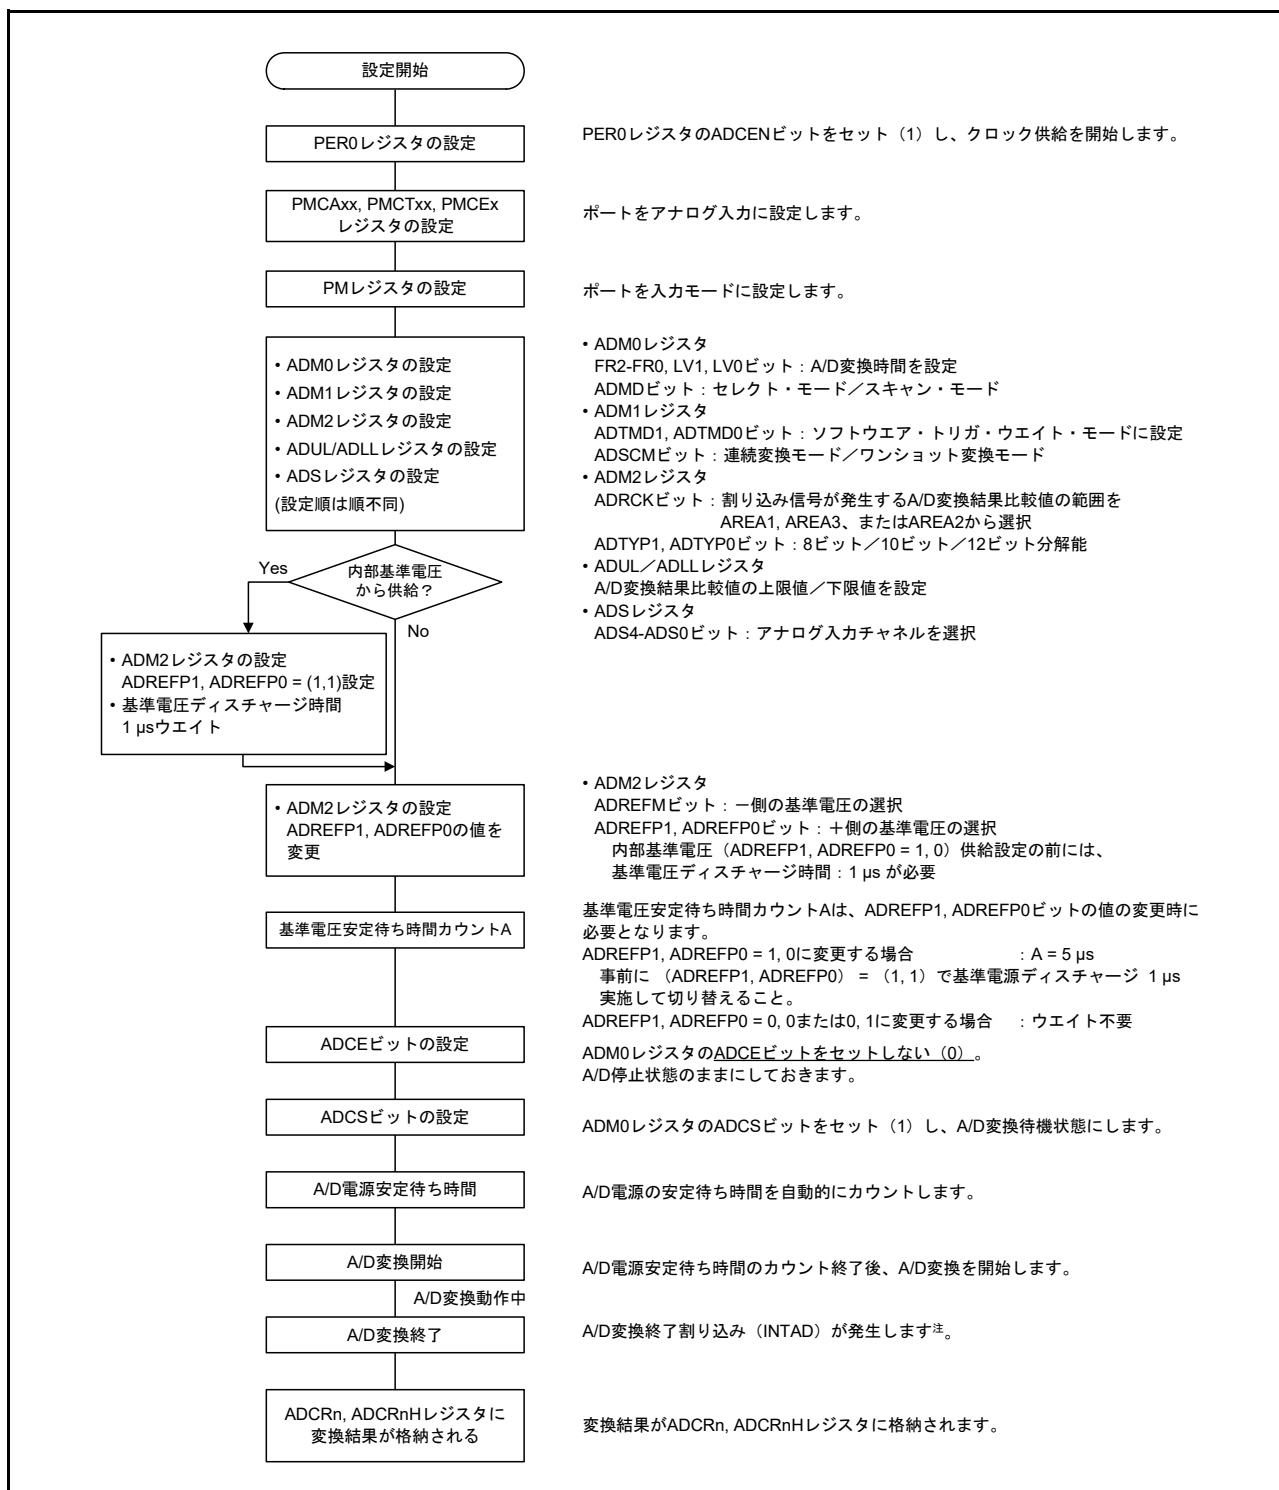 設定開始
PER0レジスタの設定
PER0レジスタのADCENビットをセット（1）し、クロック供給を開始します。
PMCAxx, PMCTxx, PMCEx
レジスタの設定
ポートをアナログ入力に設定します。
PMレジスタの設定
ポートを入力モードに設定します。
• ADM0レジスタの設定
• ADM1レジスタの設定
• ADM2レジスタの設定
• ADUL/ADLLレジスタの設定
• ADSレジスタの設定
(設定順は順不同)
• ADM0レジスタ
FR2-FR0, LV1, LV0ビット：A/D変換時間を設定
ADMDビット：セレクト・モード／スキャン・モード
• ADM1レジスタ
ADTMD1, ADTMD0ビット：ソフトウエア・トリガ・ウエイト・モードに設定
ADSCMビット：連続変換モード／ワンショット変換モード
• ADM2レジスタ
ADRCKビット：割り込み信号が発生するA/D変換結果比較値の範囲を
AREA1, AREA3、またはAREA2から選択
ADTYP1, ADTYP0ビット：8ビット／10ビット／12ビット分解能
• ADUL／ADLLレジスタ
A/D変換結果比較値の上限値／下限値を設定
• ADSレジスタ
ADS4-ADS0ビット：アナログ入力チャネルを選択
内部基準電圧
から供給？
Yes
No
• ADM2レジスタの設定
ADREFP1, ADREFP0 = (1,1)設定
• 基準電圧ディスチャージ時間
1 µsウエイト
• ADM2レジスタの設定
ADREFP1, ADREFP0の値を
変更
• ADM2レジスタ
ADREFMビット：－側の基準電圧の選択
ADREFP1, ADREFP0ビット：＋側の基準電圧の選択
内部基準電圧（ADREFP1, ADREFP0 = 1, 0）供給設定の前には、
基準電圧ディスチャージ時間：1 µs が必要
基準電圧安定待ち時間カウントA
基準電圧安定待ち時間カウントAは、ADREFP1, ADREFP0ビットの値の変更時に
必要となります。
ADREFP1, ADREFP0 = 1, 0に変更する場合 ：A = 5 µs
事前に （ADREFP1, ADREFP0） = （1, 1）で基準電源ディスチャージ 1 µs
実施して切り替えること。
ADREFP1, ADREFP0 = 0, 0または0, 1に変更する場合 ：ウエイト不要
ADCEビットの設定
ADM0レジスタのADCEビットをセットしない（0）。
A/D停止状態のままにしておきます。
ADCSビットの設定
ADM0レジスタのADCSビットをセット（1）し、A/D変換待機状態にします。
A/D電源安定待ち時間
A/D電源の安定待ち時間を自動的にカウントします。
A/D変換開始
A/D電源安定待ち時間のカウント終了後、A/D変換を開始します。
A/D変換動作中
A/D変換終了
A/D変換終了割り込み（INTAD）が発生します注。
ADCRn, ADCRnHレジスタに
変換結果が格納される
変換結果がADCRn, ADCRnHレジスタに格納されます。